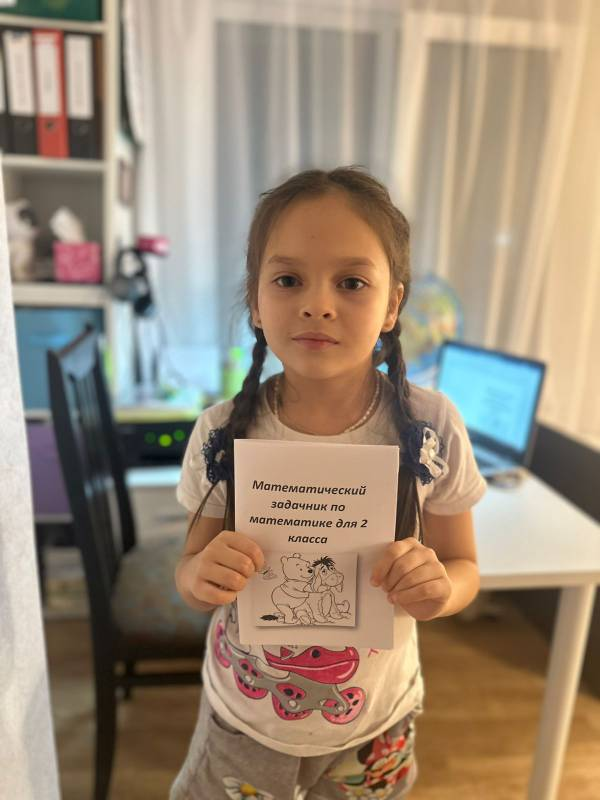 Математический
задачник по
математике для 2
класса